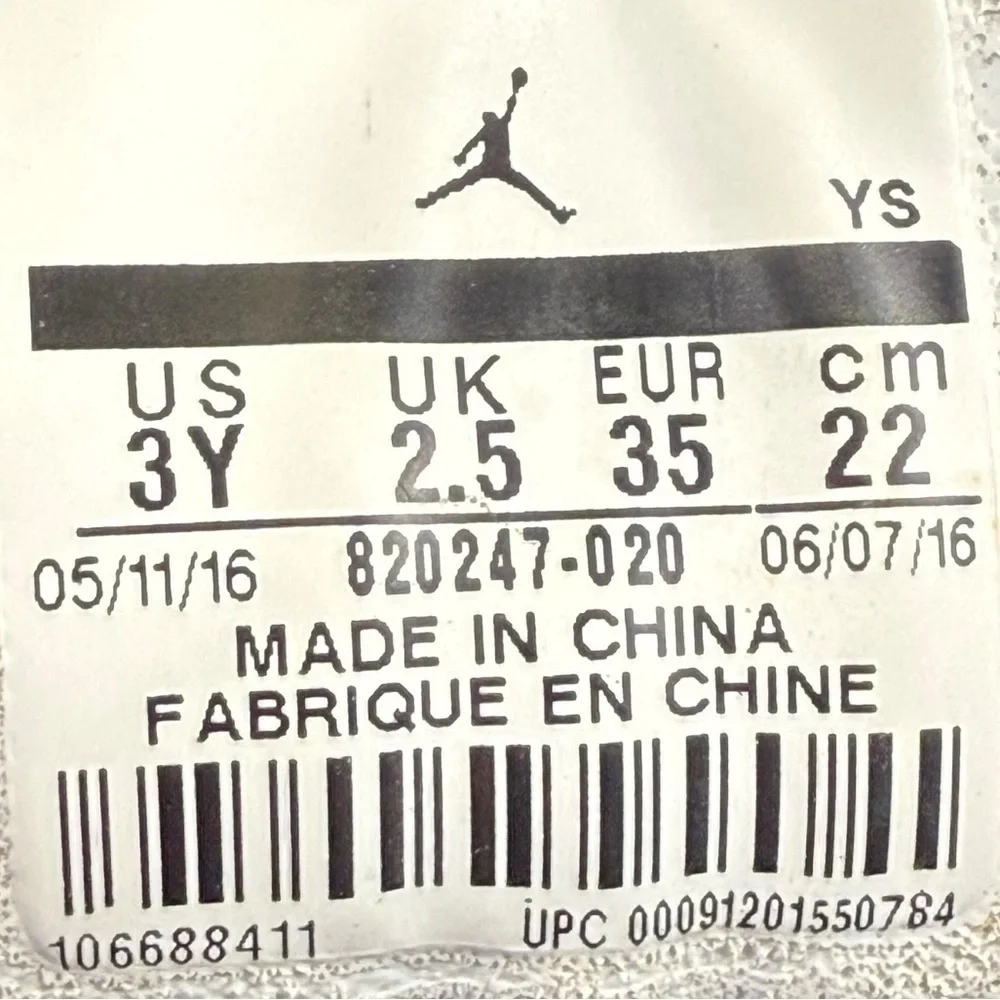 YS
US UK EUR cm
3Y 2.5 35 22
05/11/16 820247-020 06/07/16
MADE IN CHINA
FABRIQUE EN CHINE
106688411 UPC 00091201550784